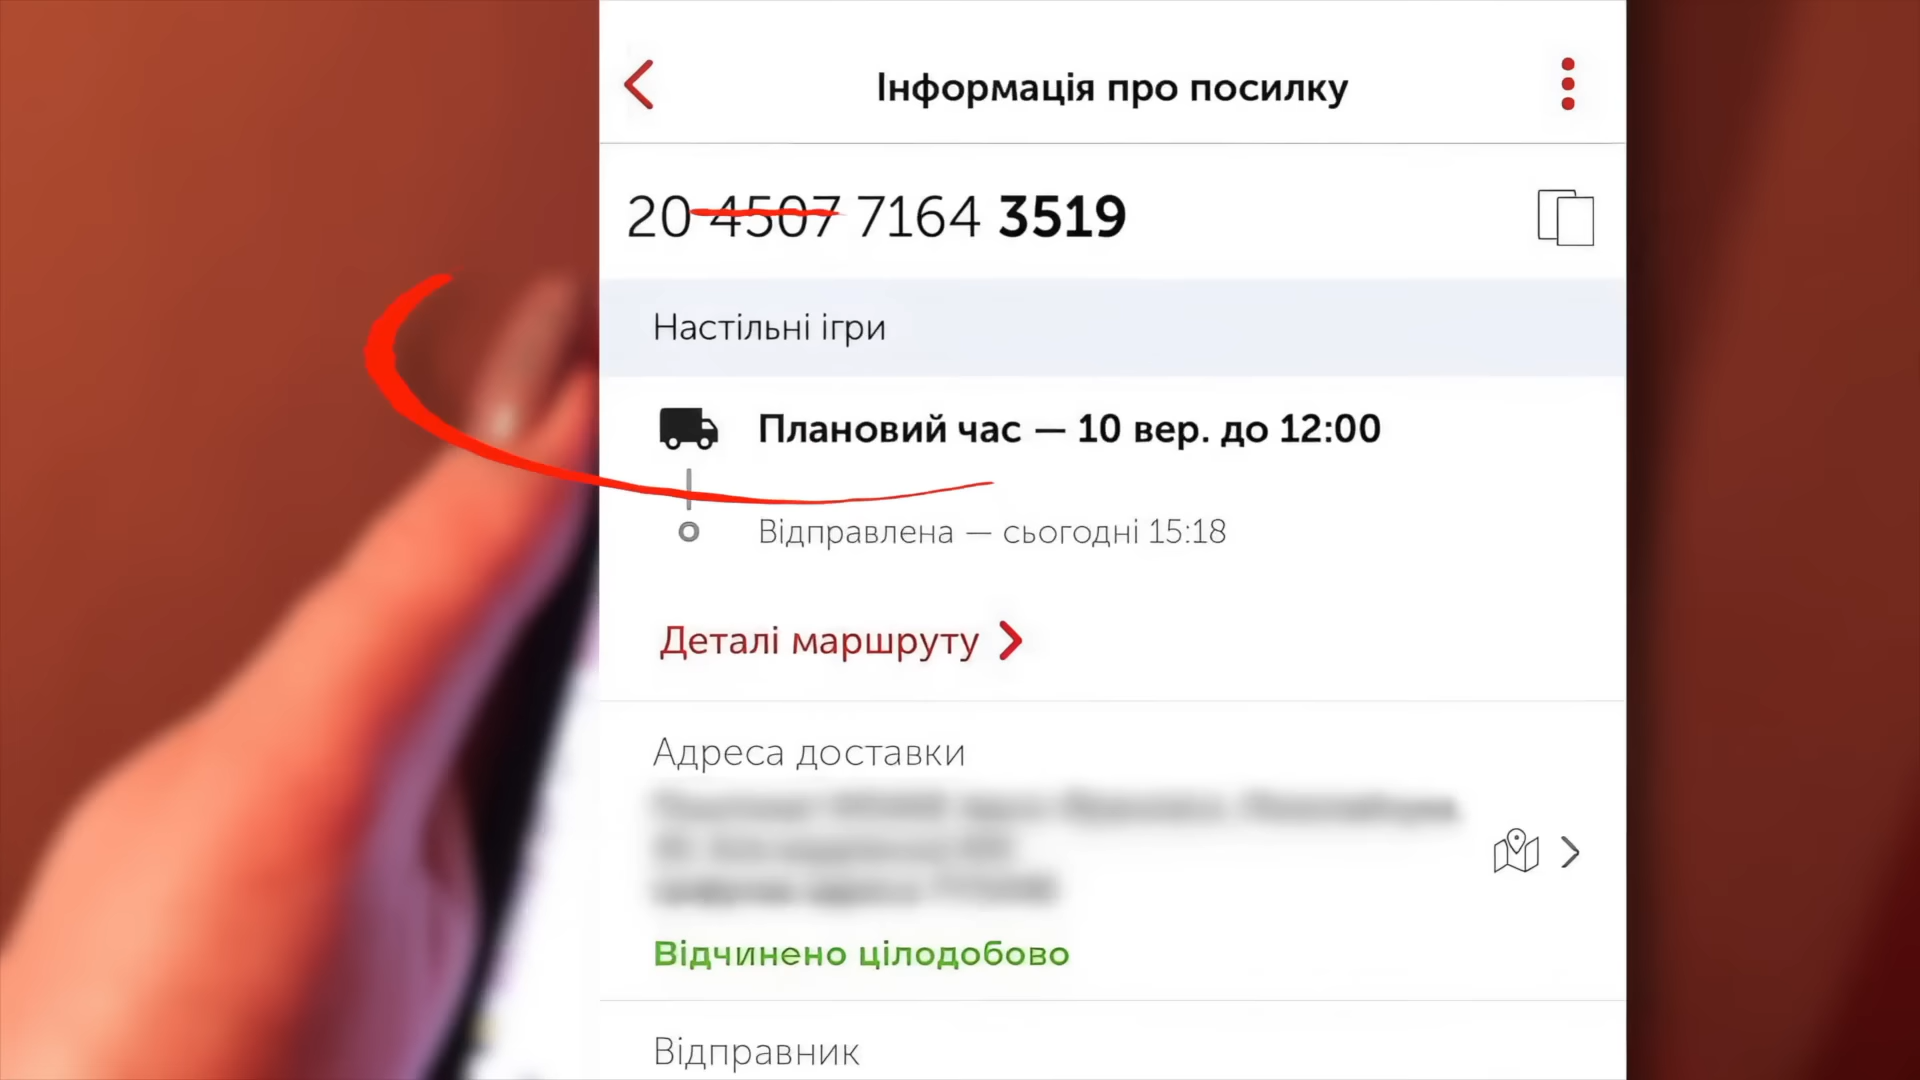 Інформація про посилку
20 4507 7164 3519
Настільні ігри
Плановий час — 10 вер. до 12:00
Відправлена — сьогодні 15:18
Деталі маршруту
Адреса доставки
Відчинено цілодобово
Відправник